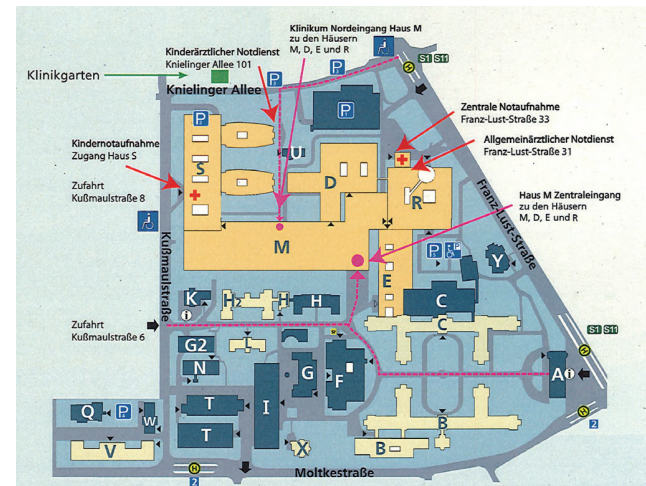 Klinikum Nordeingang Haus M
zu den Häusern
M, D, E und R
Kinderärztlicher Notdienst
Knielinger Allee 101
S1 S11
H
Klinikgarten
P
P
Knielinger Allee
P
P
Zentrale Notaufnahme
Franz-Lust-Straße 33
Kindernotaufnahme
Zugang Haus S
Allgemeinärztlicher Notdienst
Franz-Lust-Straße 31
U
S
D
Zufahrt
Kußmaulstraße 8
R
Haus M Zentraleingang
zu den Häusern
M, D, E und R
Franz-Lust-Straße
M
P
P
Y
E
Kußmaulstraße
K
i
H2
H
H
C
C
Zufahrt
Kußmaulstraße 6
S1 S11
H
G2
T
N
G
F
A
i
I
Q
P
W
T
T
B
H
2
V
X
B
H
2
Moltkestraße